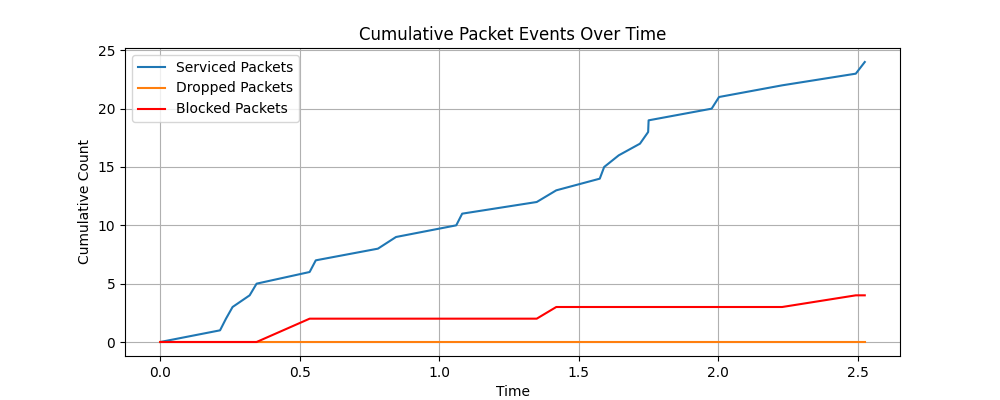 Cumulative Packet Events Over Time
Cumulative Count
25
20
15
10
5
0
Serviced Packets
Dropped Packets
Blocked Packets
0.0 0.5 1.0 1.5 2.0 2.5
Time